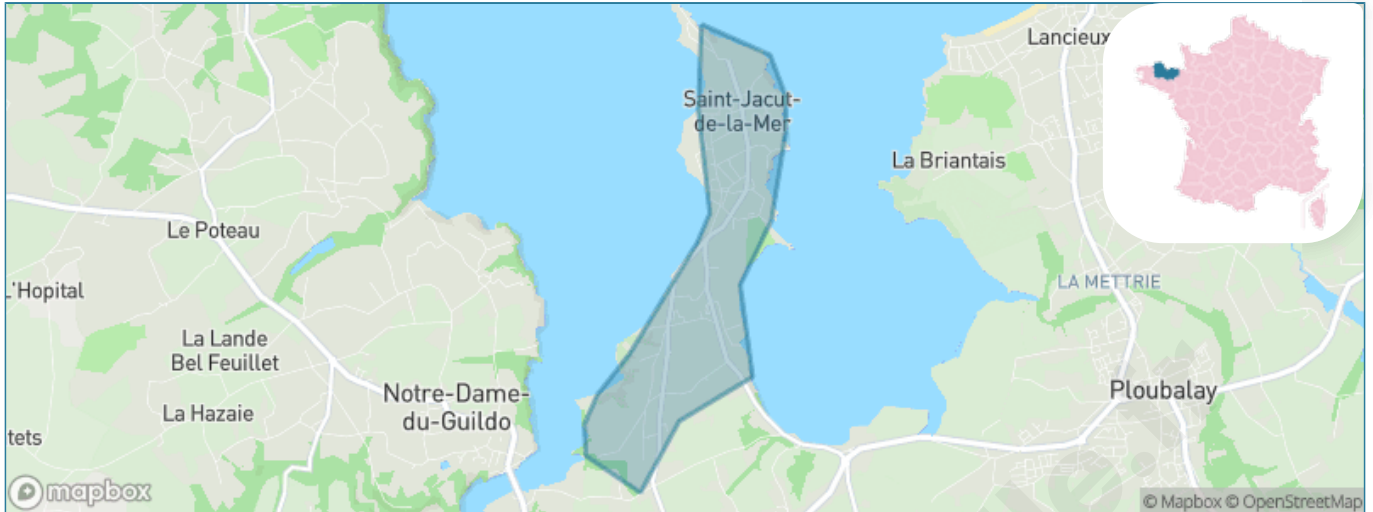 Lancieux
Saint-Jacut-
de-la-Mer
La Briantais
Le Poteau
L'Hopital
LA METTRIE
La Lande
Bel Feuillet
Notre-Dame-
du-Guildo
Ploubalay
La Hazaie
tets
mapbox
© Mapbox © OpenStreetMap